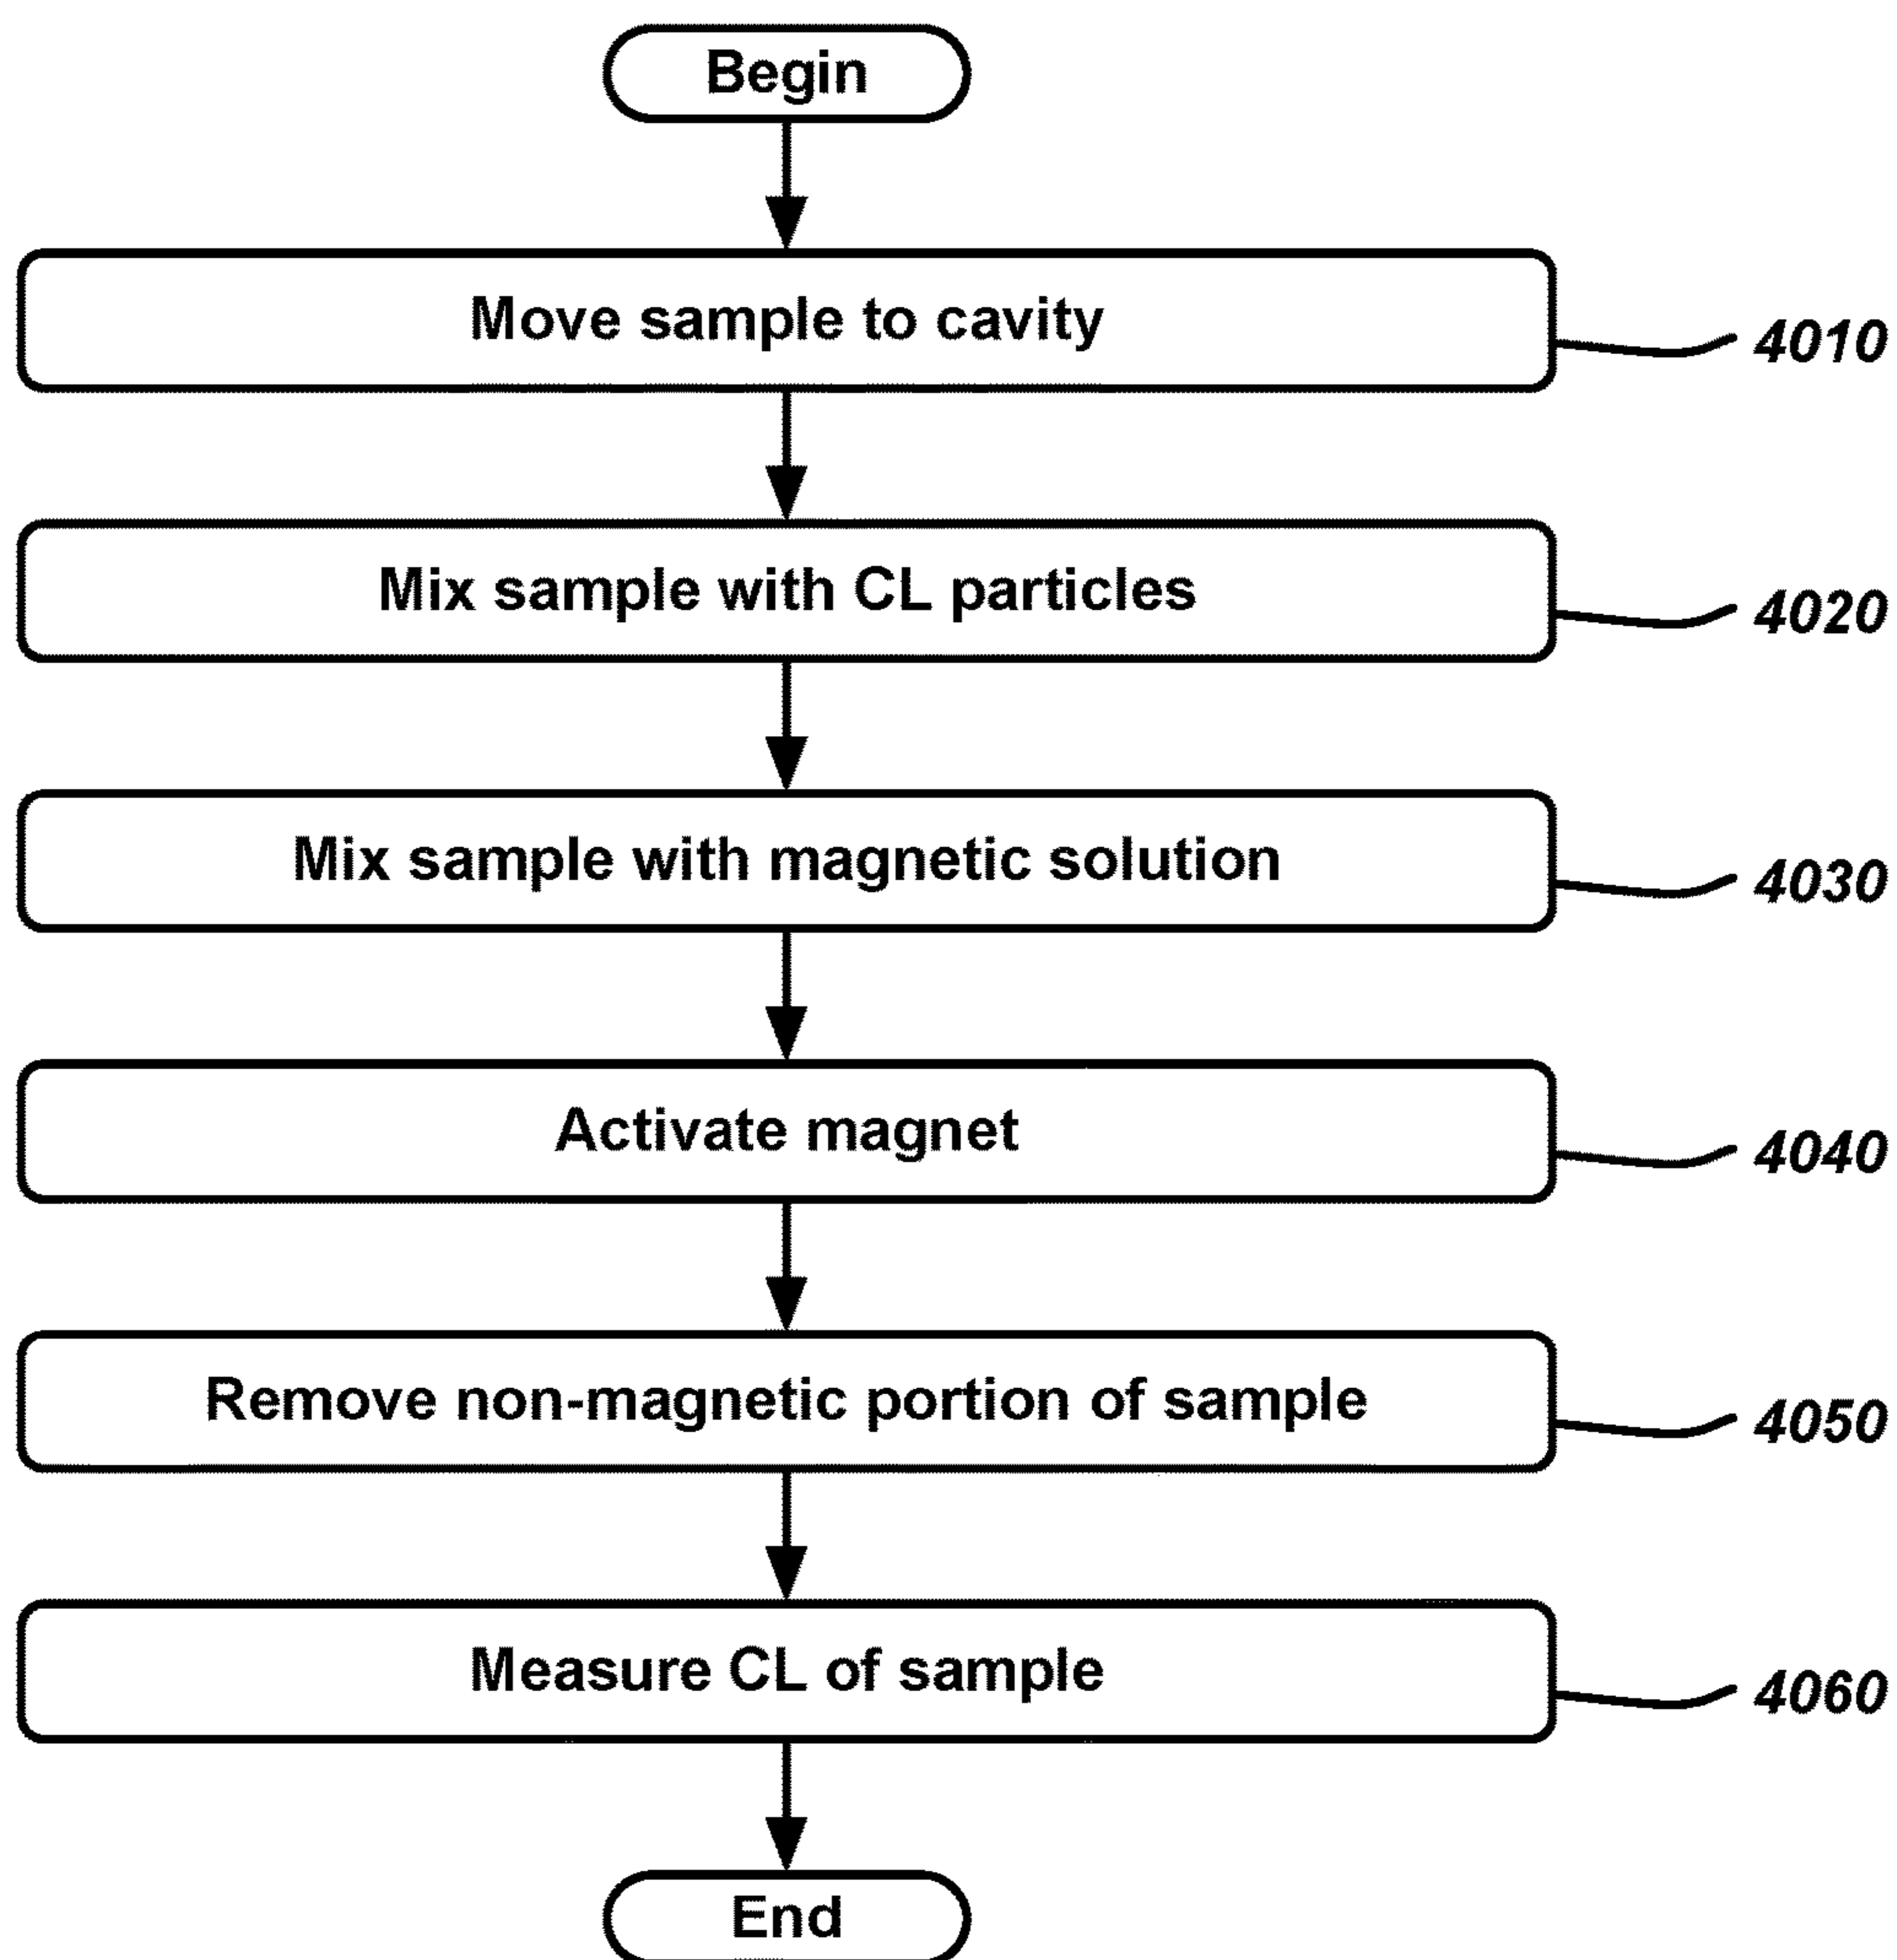 Begin
Move sample to cavity
4010
Mix sample with CL particles
4020
Mix sample with magnetic solution
4030
Activate magnet
4040
Remove non-magnetic portion of sample
4050
Measure CL of sample
4060
End